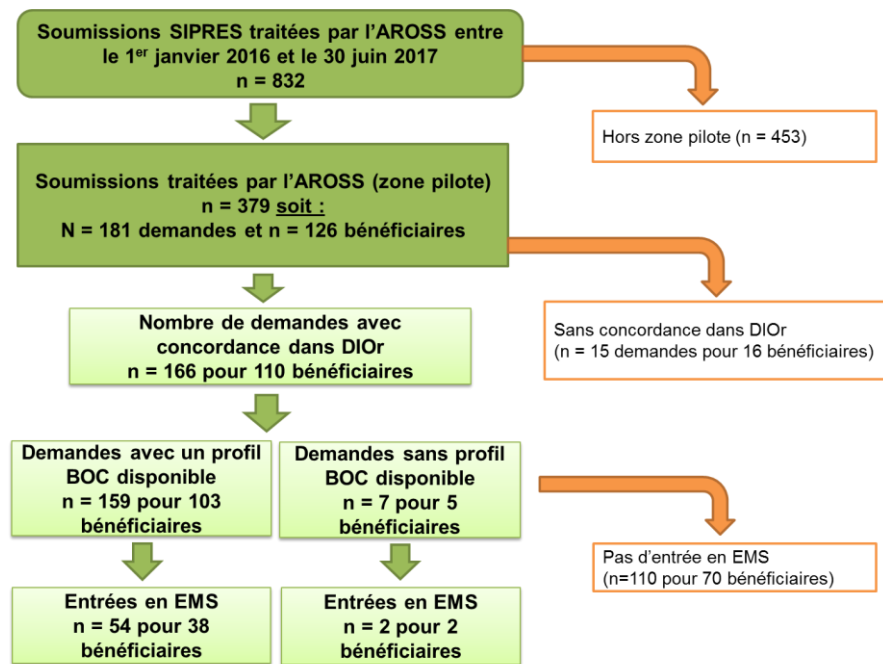 Soumissions SIPRES traitées par l'AROSS entre
le 1er janvier 2016 et le 30 juin 2017
n = 832
Hors zone pilote (n = 453)
Soumissions traitées par l'AROSS (zone pilote)
n = 379 soit :
N = 181 demandes et n = 126 bénéficiaires
Nombre de demandes avec
concordance dans DIOr
n = 166 pour 110 bénéficiaires
Sans concordance dans DIOr
(n = 15 demandes pour 16 bénéficiaires)
Demandes avec un profil
BOC disponible
n = 159 pour 103
bénéficiaires
Demandes sans profil
BOC disponible
n = 7 pour 5
bénéficiaires
Pas d'entrée en EMS
(n=110 pour 70 bénéficiaires)
Entrées en EMS
n = 54 pour 38
bénéficiaires
Entrées en EMS
n = 2 pour 2
bénéficiaires